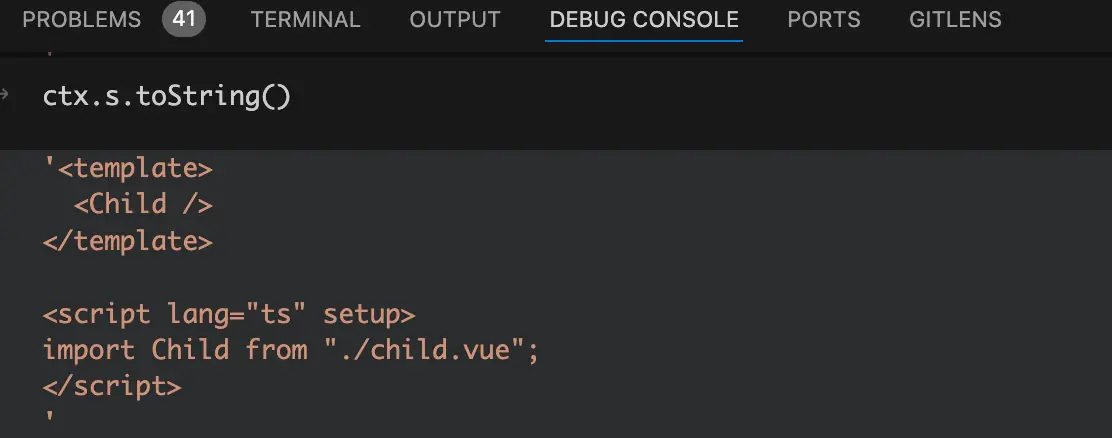 PROBLEMS 41 TERMINAL OUTPUT DEBUG CONSOLE PORTS GITLENS
ctx.s.toString()
'<template>
  <Child />
</template>

<script lang="ts" setup>
import Child from "./child.vue";
</script>
'